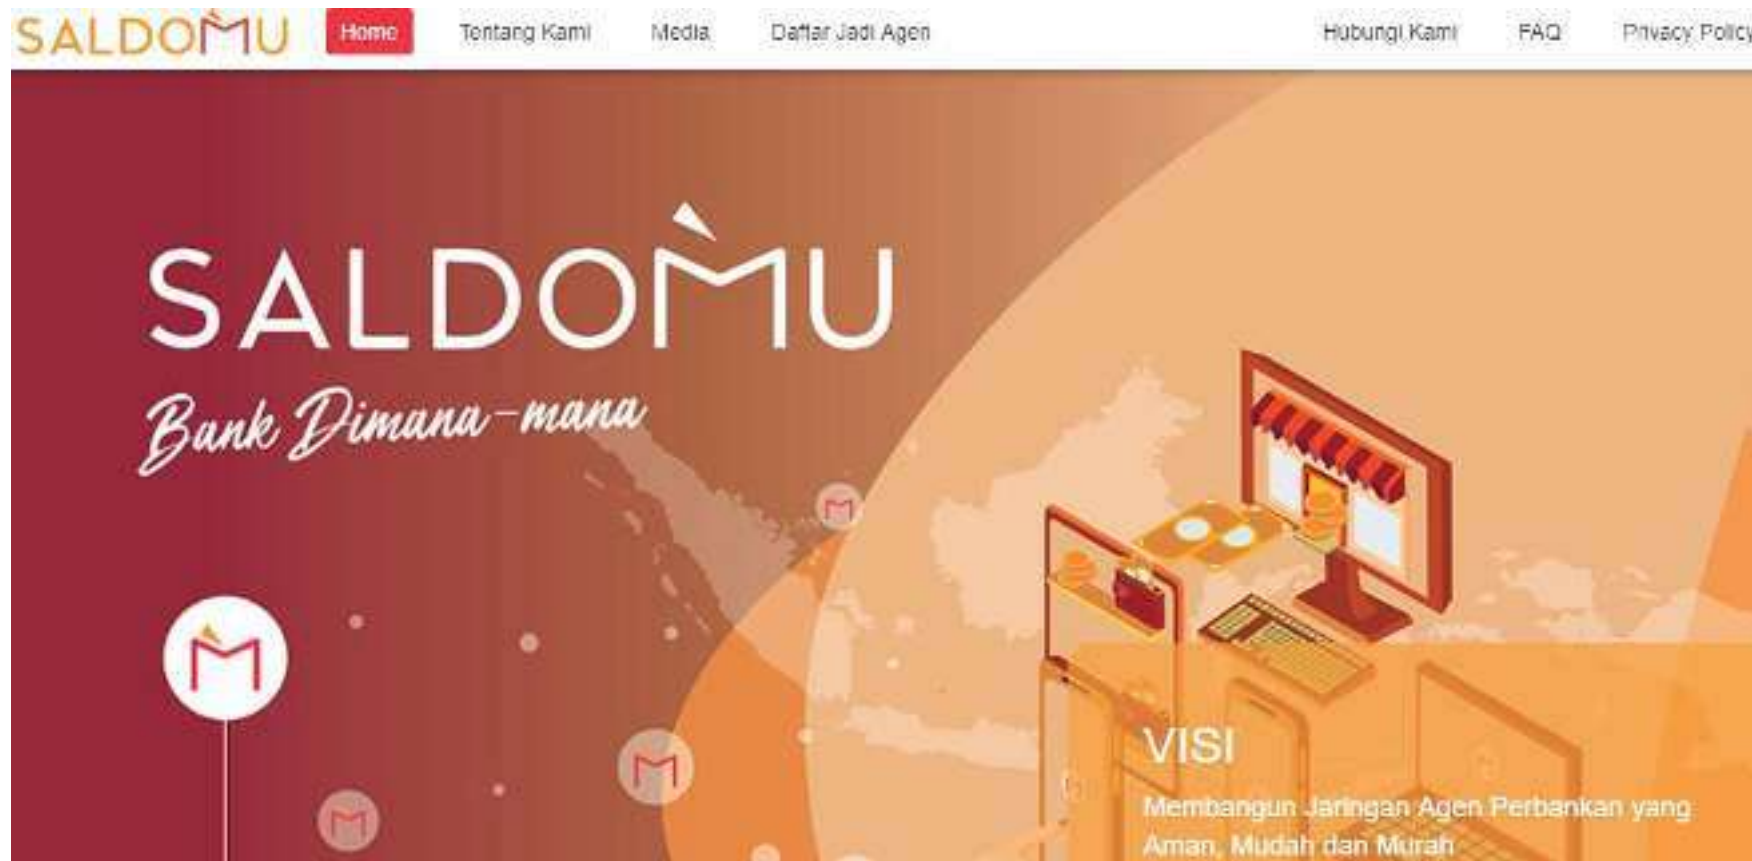 SALDOMU Home Tentang Kami Media Daftar Jadi Agen Hubungi Kami FAQ Privacy Policy
SALDOMU
Bank Dimana-mana
VISI
Membangun Jaringan Agen Perbankan yang
Aman, Mudah dan Murah